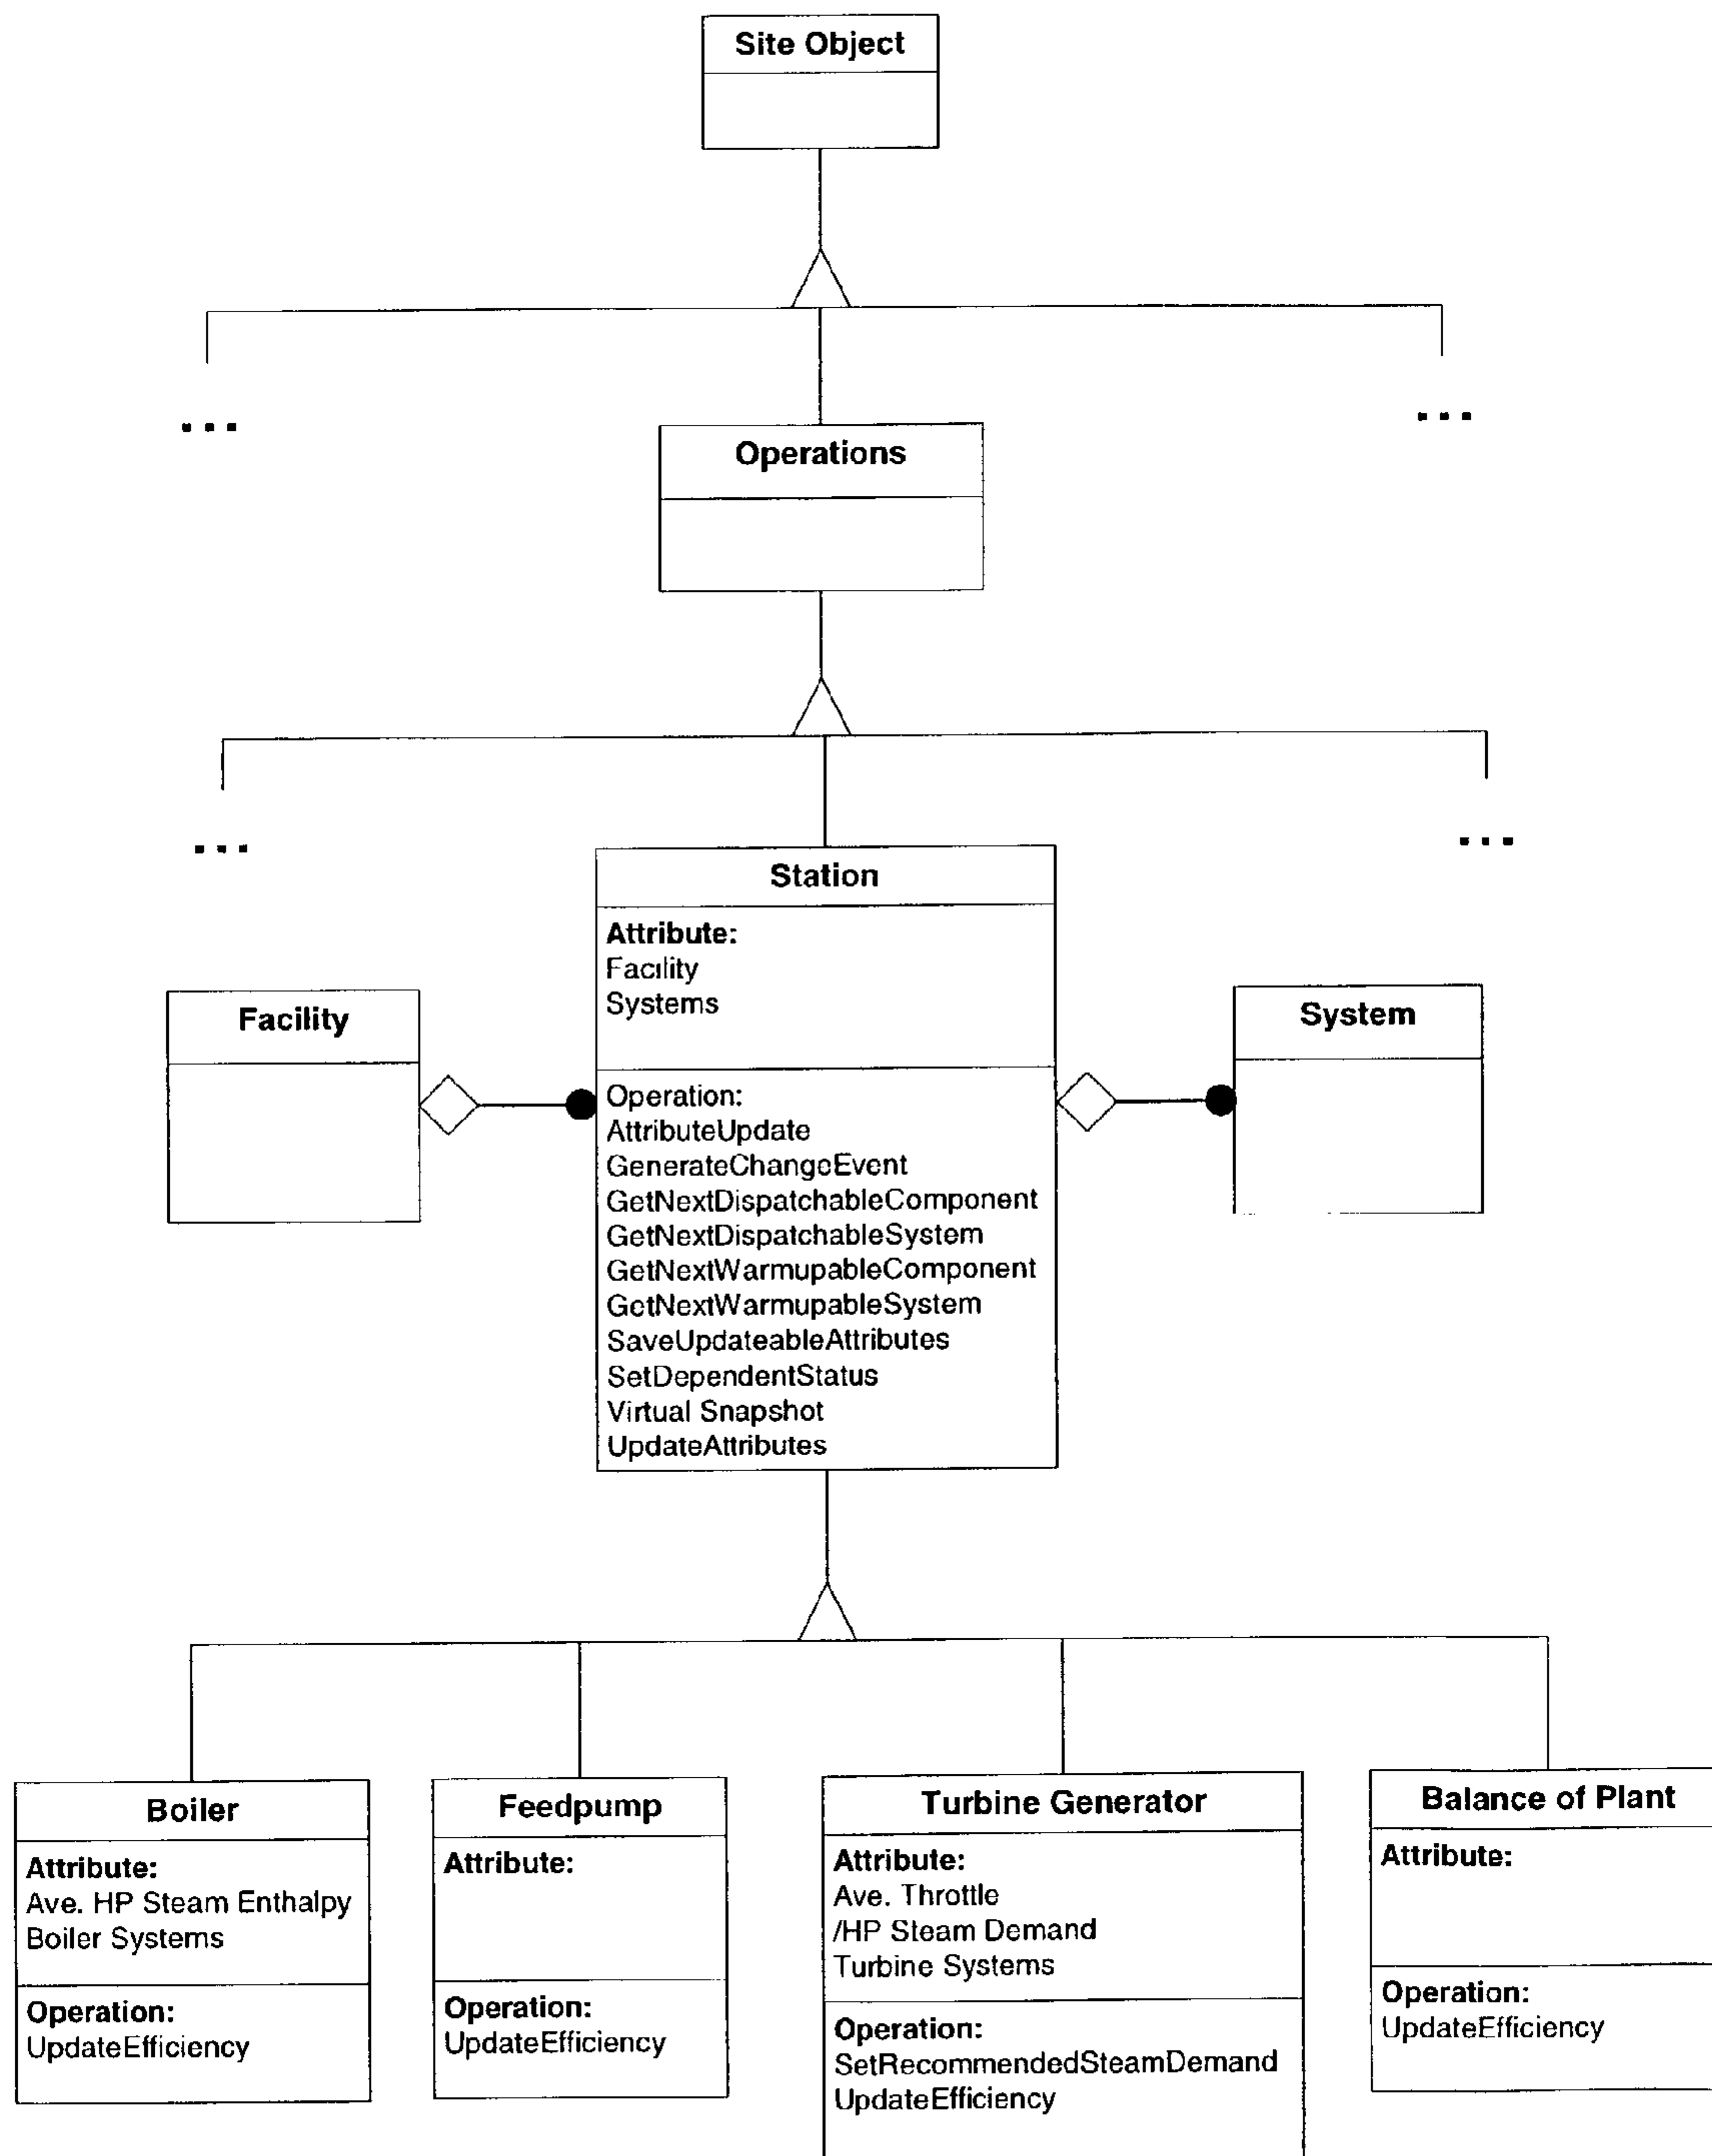 Site Object
...
...
Operations
...
...
Station
Attribute:
Facility
Systems
Operation:
AttributeUpdate
GenerateChangeEvent
GetNextDispatchableComponent
GetNextDispatchableSystem
GetNextWarmupableComponent
GetNextWarmupableSystem
SaveUpdateableAttributes
SetDependentStatus
Virtual Snapshot
UpdateAttributes
Facility
System
Boiler
Attribute:
Ave. HP Steam Enthalpy
Boiler Systems
Operation:
UpdateEfficiency
Feedpump
Attribute:
Operation:
UpdateEfficiency
Turbine Generator
Attribute:
Ave. Throttle
/HP Steam Demand
Turbine Systems
Operation:
SetRecommendedSteamDemand
UpdateEfficiency
Balance of Plant
Attribute:
Operation:
UpdateEfficiency